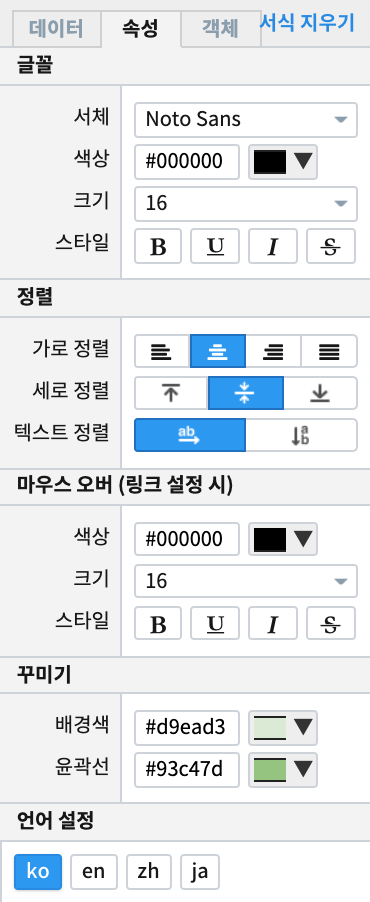 데이터 속성 객체 서식 지우기
글꼴
서체 Noto Sans
색상 #000000
크기 16
스타일 B U I S
정렬
가로 정렬
세로 정렬
텍스트 정렬 ab ab
마우스 오버 (링크 설정 시)
색상 #000000
크기 16
스타일 B U I S
꾸미기
배경색 #d9ead3
윤곽선 #93c47d
언어 설정
ko en zh ja